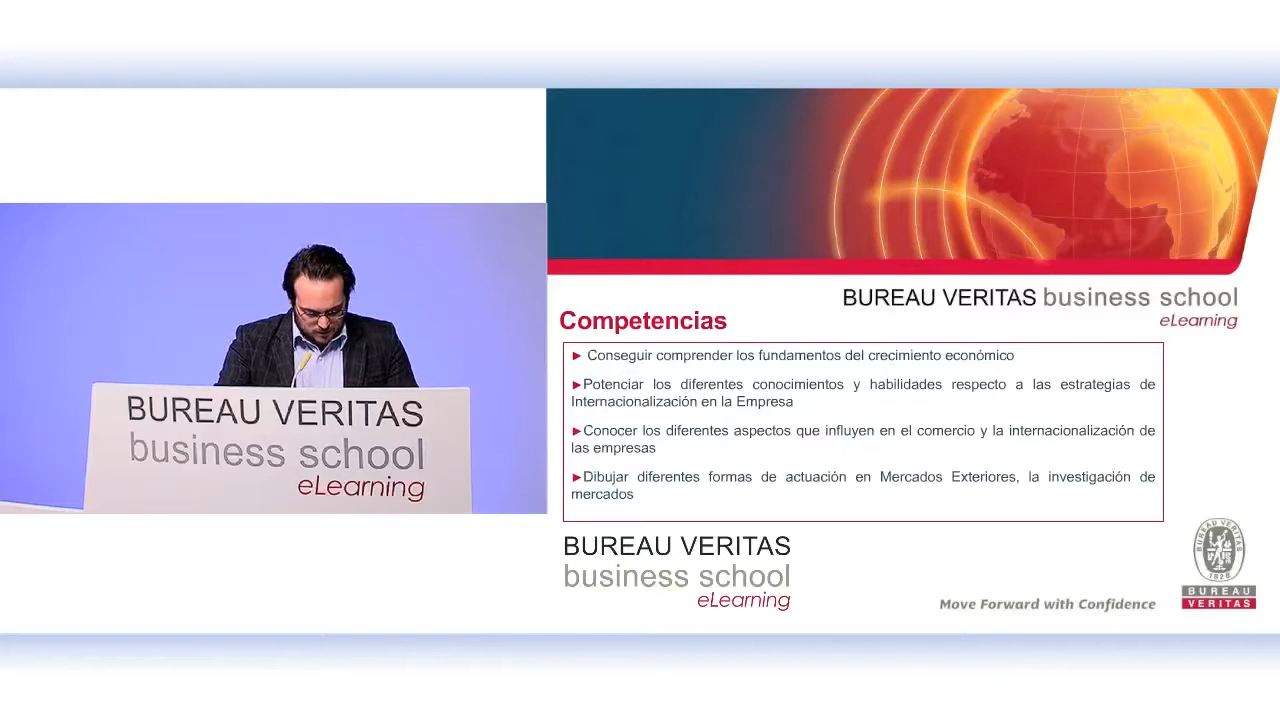 BUREAU VERITAS
business school
eLearning
BUREAU VERITAS business school
eLearning
Competencias
► Conseguir comprender los fundamentos del crecimiento económico
►Potenciar los diferentes conocimientos y habilidades respecto a las estrategias de
Internacionalización en la Empresa
►Conocer los diferentes aspectos que influyen en el comercio y la internacionalización de
las empresas
►Dibujar diferentes formas de actuación en Mercados Exteriores, la investigación de
mercados
BUREAU VERITAS
business school
eLearning
Move Forward with Confidence
BUREAU VERITAS
1828
BUREAU
VERITAS